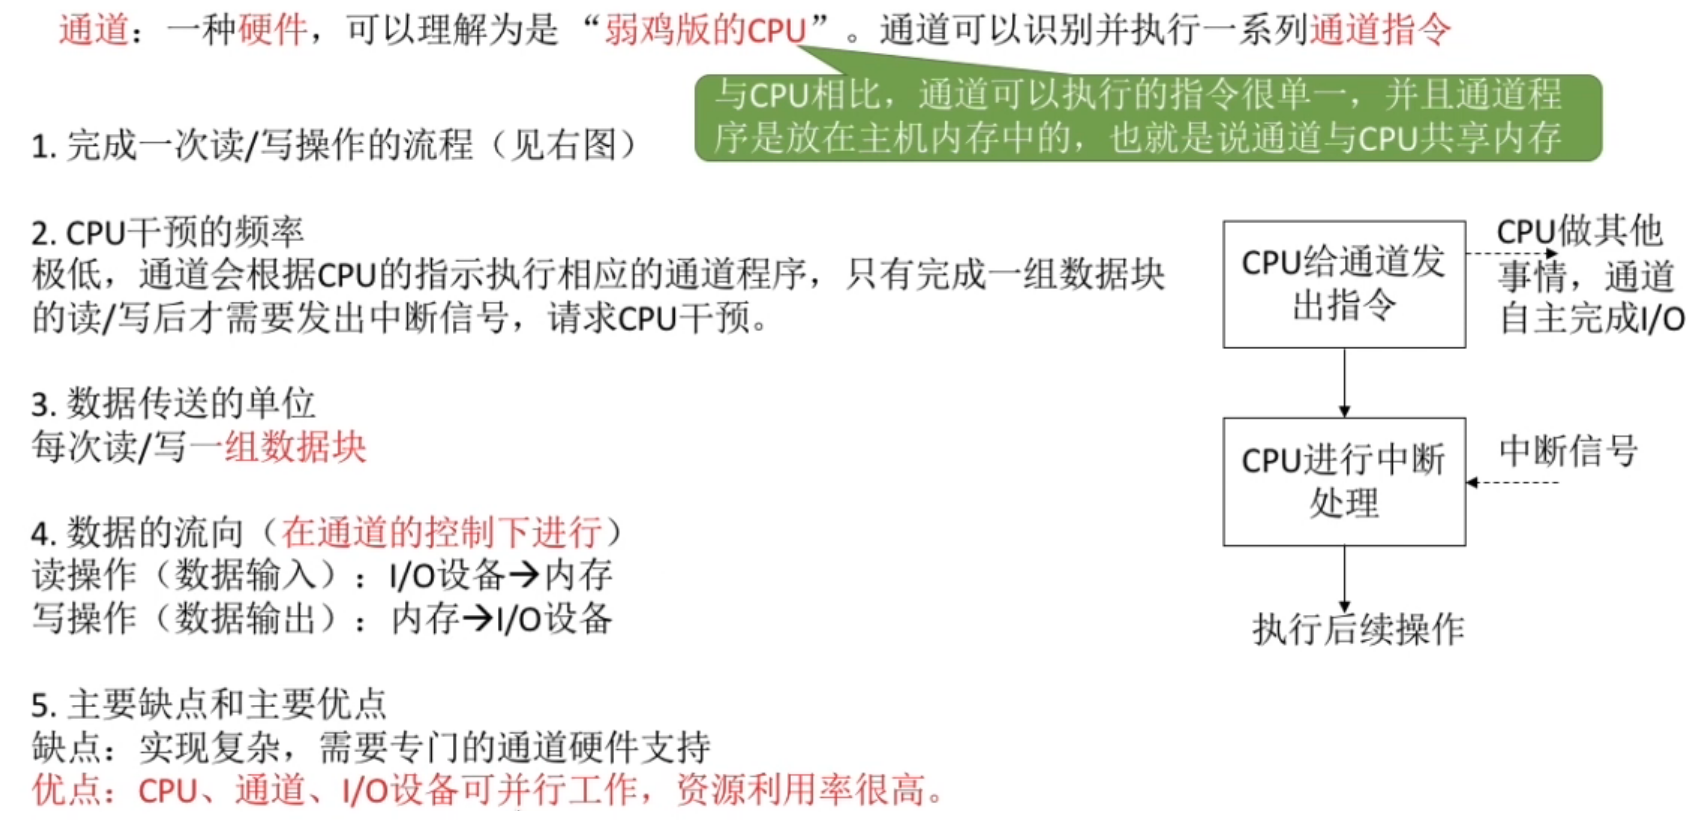 通道：一种硬件，可以理解为是“弱鸡版的CPU”。通道可以识别并执行一系列通道指令
与CPU相比，通道可以执行的指令很单一，并且通道程
序是放在主机内存中的，也就是说通道与CPU共享内存
1. 完成一次读/写操作的流程（见右图）
2. CPU干预的频率
极低，通道会根据CPU的指示执行相应的通道程序，只有完成一组数据块
的读/写后才需要发出中断信号，请求CPU干预。
3. 数据传送的单位
每次读/写一组数据块
4. 数据的流向（在通道的控制下进行）
读操作（数据输入）：I/O设备→内存
写操作（数据输出）：内存→I/O设备
5. 主要缺点和主要优点
缺点：实现复杂，需要专门的通道硬件支持
优点：CPU、通道、I/O设备可并行工作，资源利用率很高。
CPU给通道发
出指令
CPU做其他
事情，通道
自主完成I/O
CPU进行中断
处理
中断信号
执行后续操作